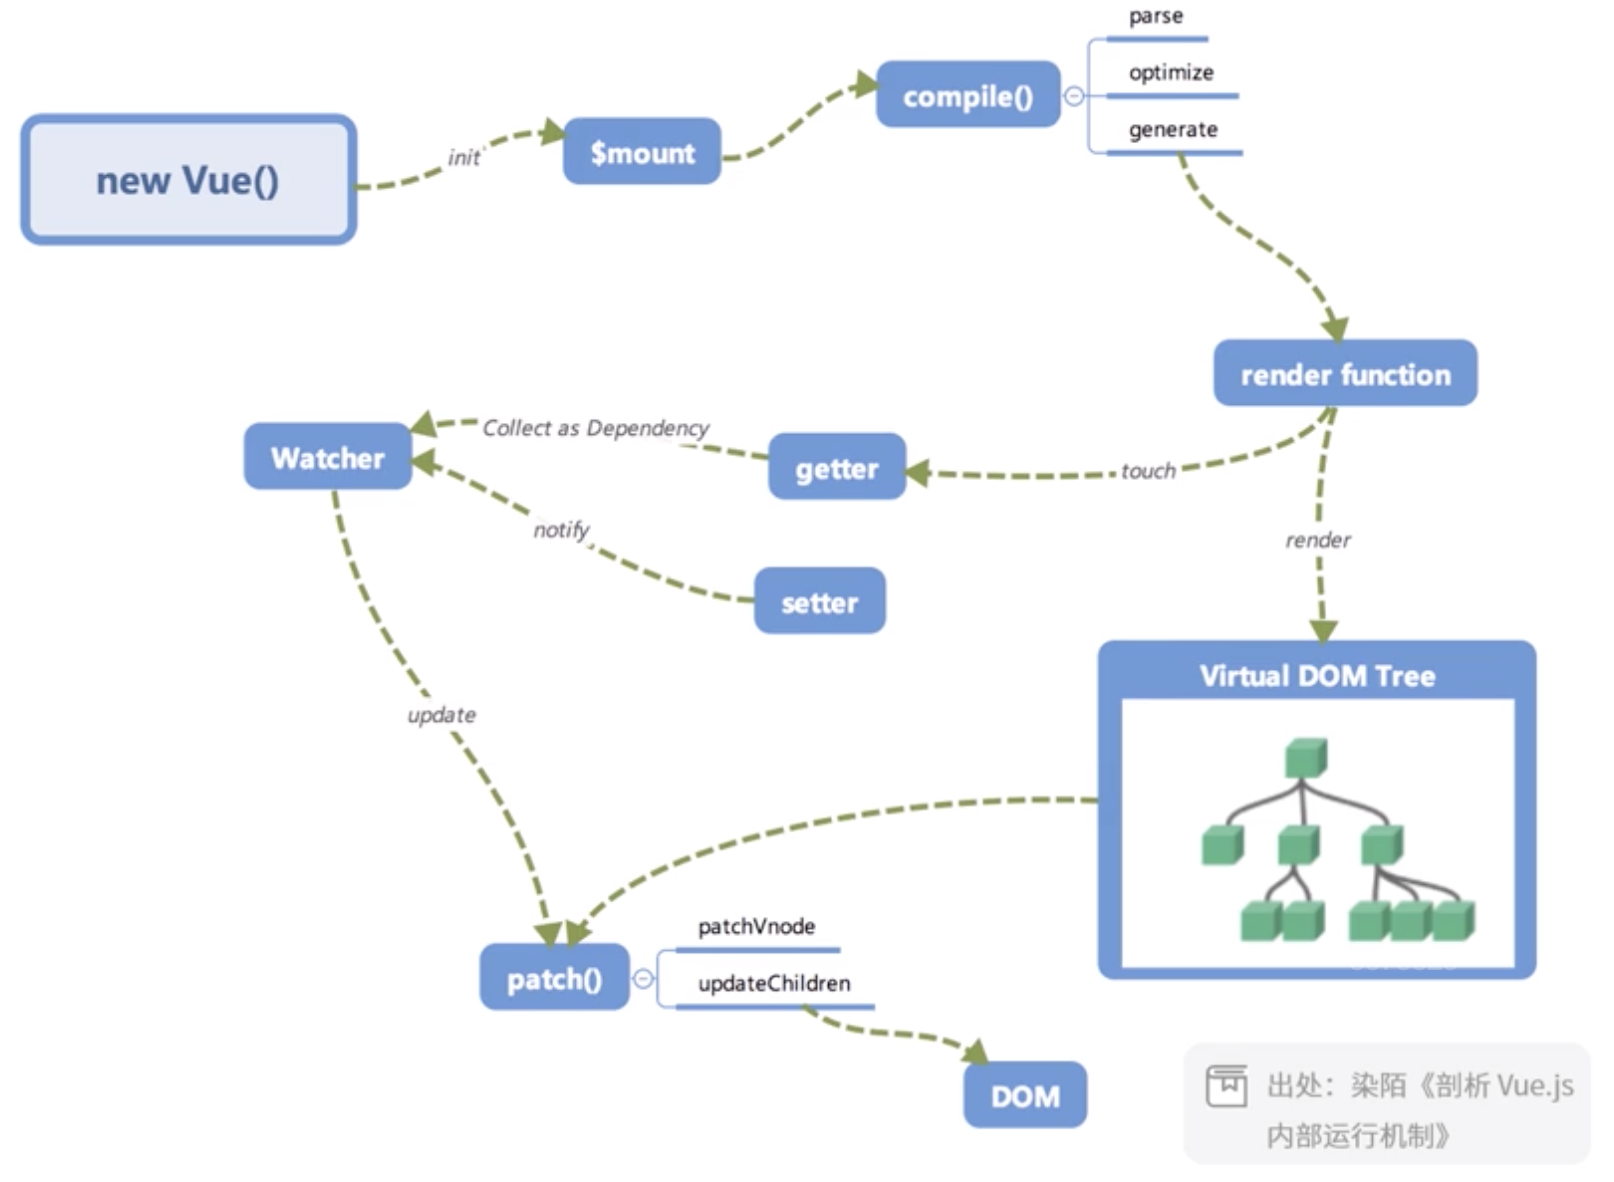 parse
optimize
compile()
generate
new Vue()
init
$mount
render function
Collect as Dependency
Watcher
getter
touch
notify
render
setter
Virtual DOM Tree
update
patchVnode
patch()
updateChildren
DOM
出处：染陌《剖析 Vue.js
内部运行机制》